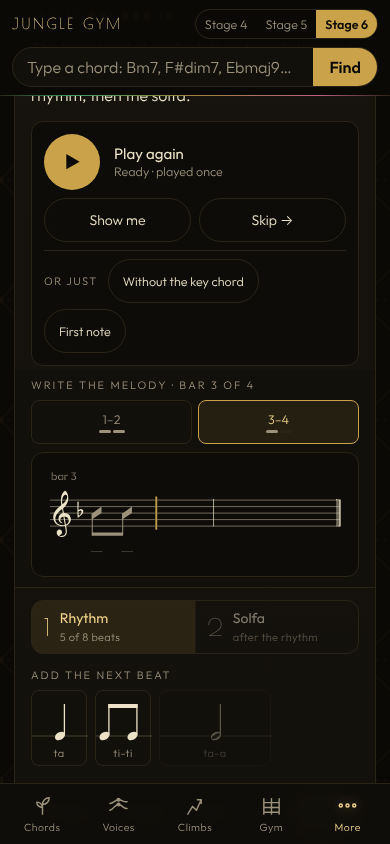 JUNGLE GYM
Stage 4
Stage 5
Stage 6
Type a chord: Bm7, F#dim7, Ebmaj9…
Find
rhythm, then the solfa.
Play again
Ready · played once
Show me
Skip →
OR JUST
Without the key chord
First note
WRITE THE MELODY · BAR 3 OF 4
1–2
3–4
bar 3
1
Rhythm
5 of 8 beats
2
Solfa
after the rhythm
ADD THE NEXT BEAT
ta
ti-ti
ta-a
Chords
Voices
Climbs
Gym
More